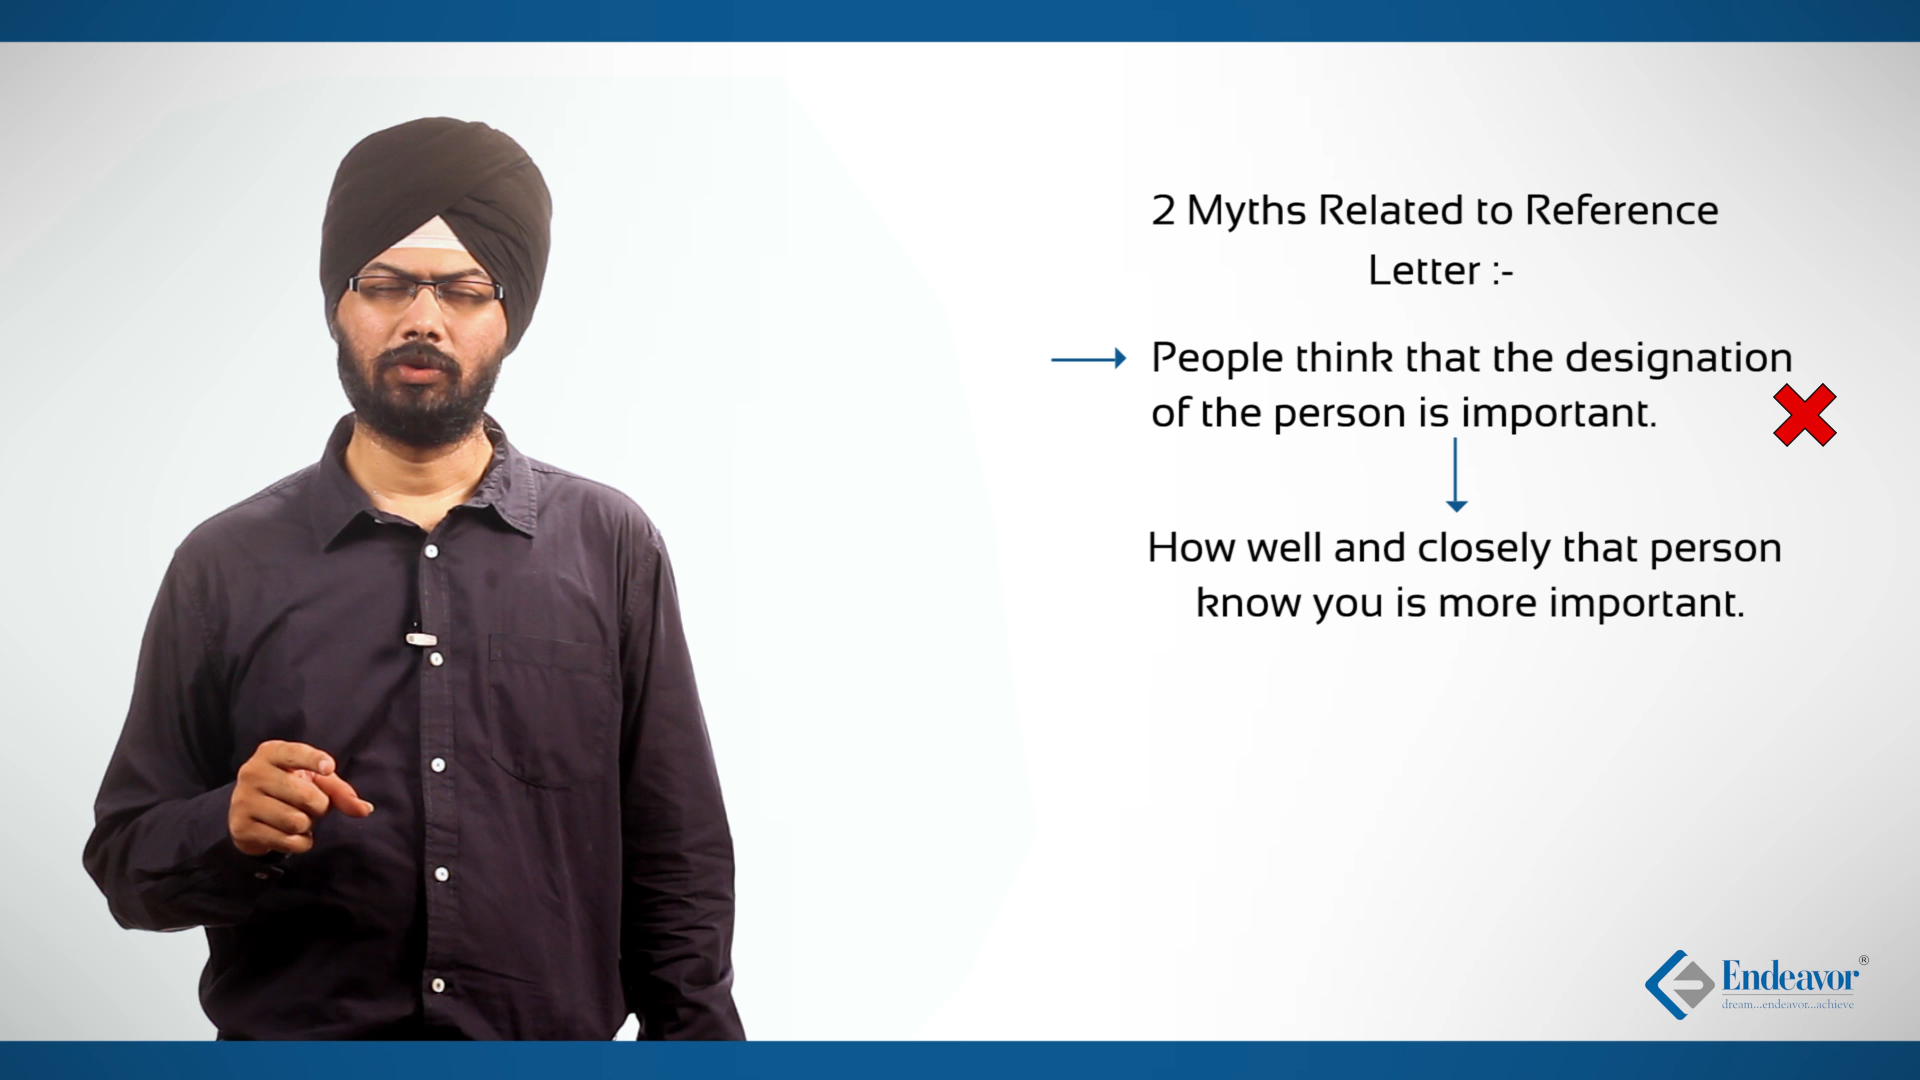 2 Myths Related to Reference
Letter :-
People think that the designation
of the person is important.
How well and closely that person
know you is more important.
Endeavor®
dream...endeavor...achieve